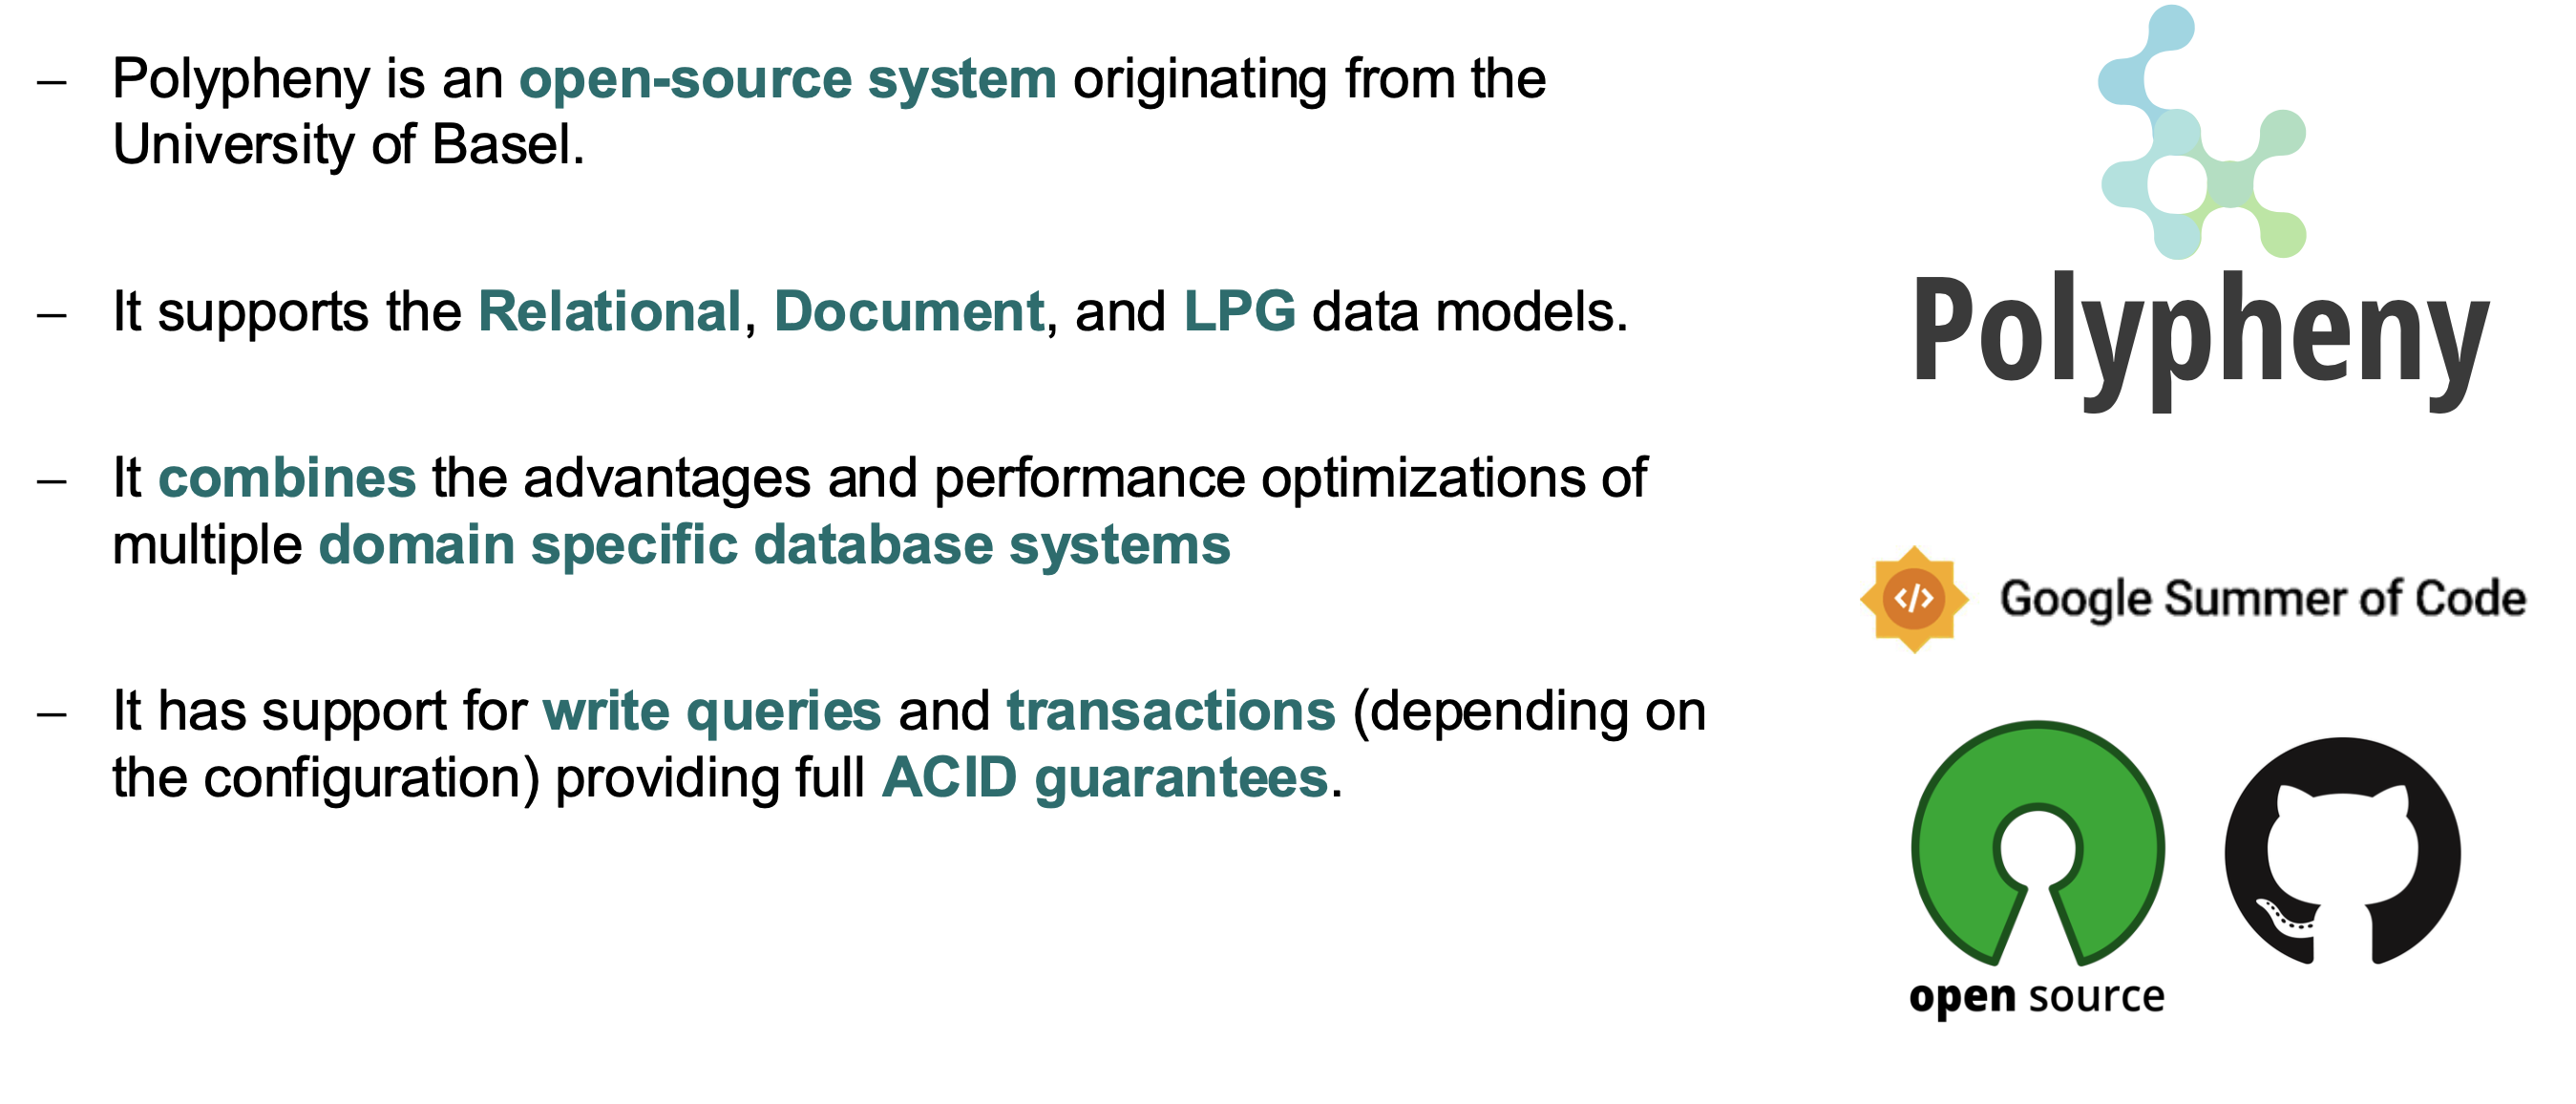 – Polypheny is an open-source system originating from the
University of Basel.
– It supports the Relational, Document, and LPG data models.
– It combines the advantages and performance optimizations of
multiple domain specific database systems
– It has support for write queries and transactions (depending on
the configuration) providing full ACID guarantees.
Polypheny
</> Google Summer of Code
open source